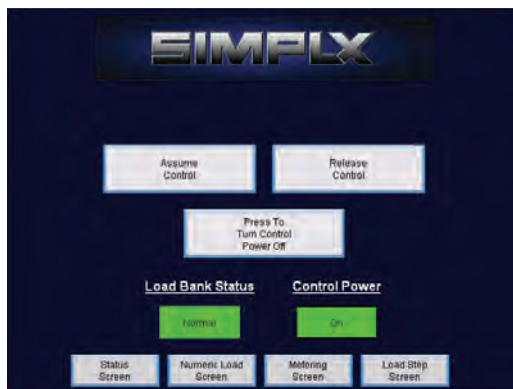 SIMPLX
Assume Release
Control Control
Press To
Turn Control
Power Off
Load Bank Status Control Power
Normal On
Status Numeric Load Metering Load Step
Screen Screen Screen Screen